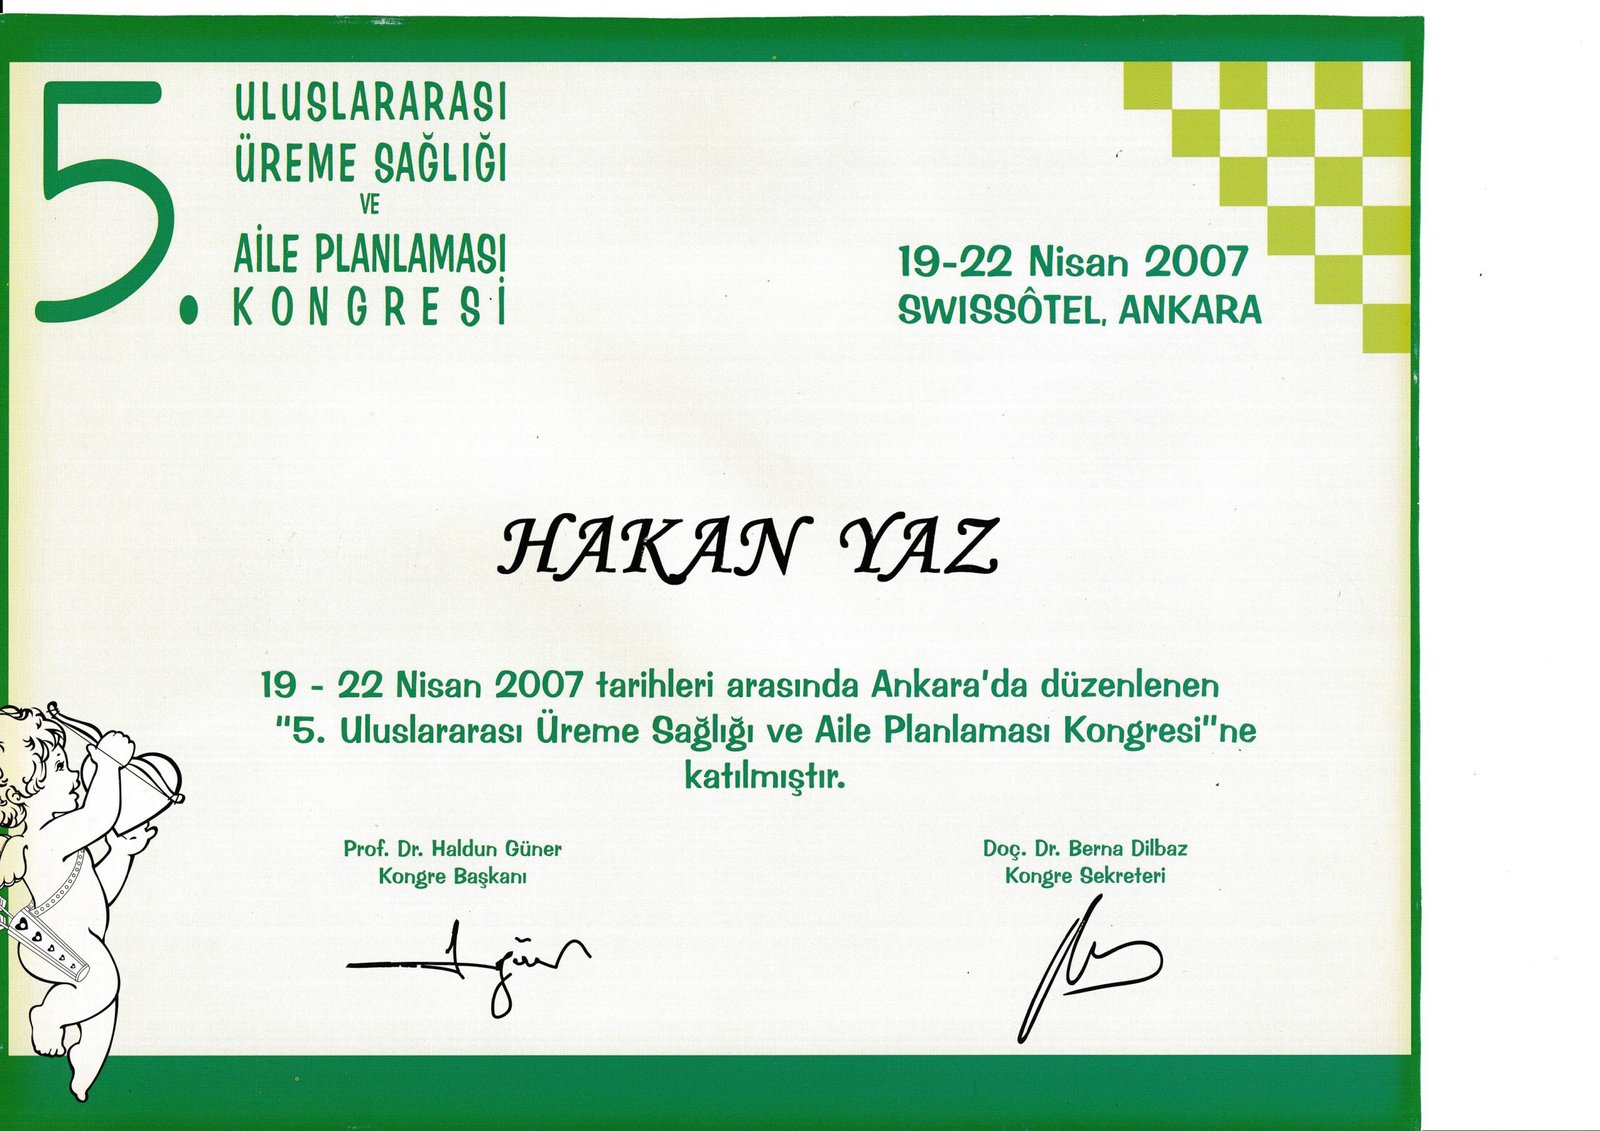 5.
ULUSLARARASI
ÜREME SAĞLIĞI
VE
AİLE PLANLAMASI
KONGRESİ
19-22 Nisan 2007
SWISSÔTEL, ANKARA
HAKAN YAZ
19 - 22 Nisan 2007 tarihleri arasında Ankara'da düzenlenen
"5. Uluslararası Üreme Sağlığı ve Aile Planlaması Kongresi"ne
katılmıştır.
Prof. Dr. Haldun Güner
Kongre Başkanı
Doç. Dr. Berna Dilbaz
Kongre Sekreteri